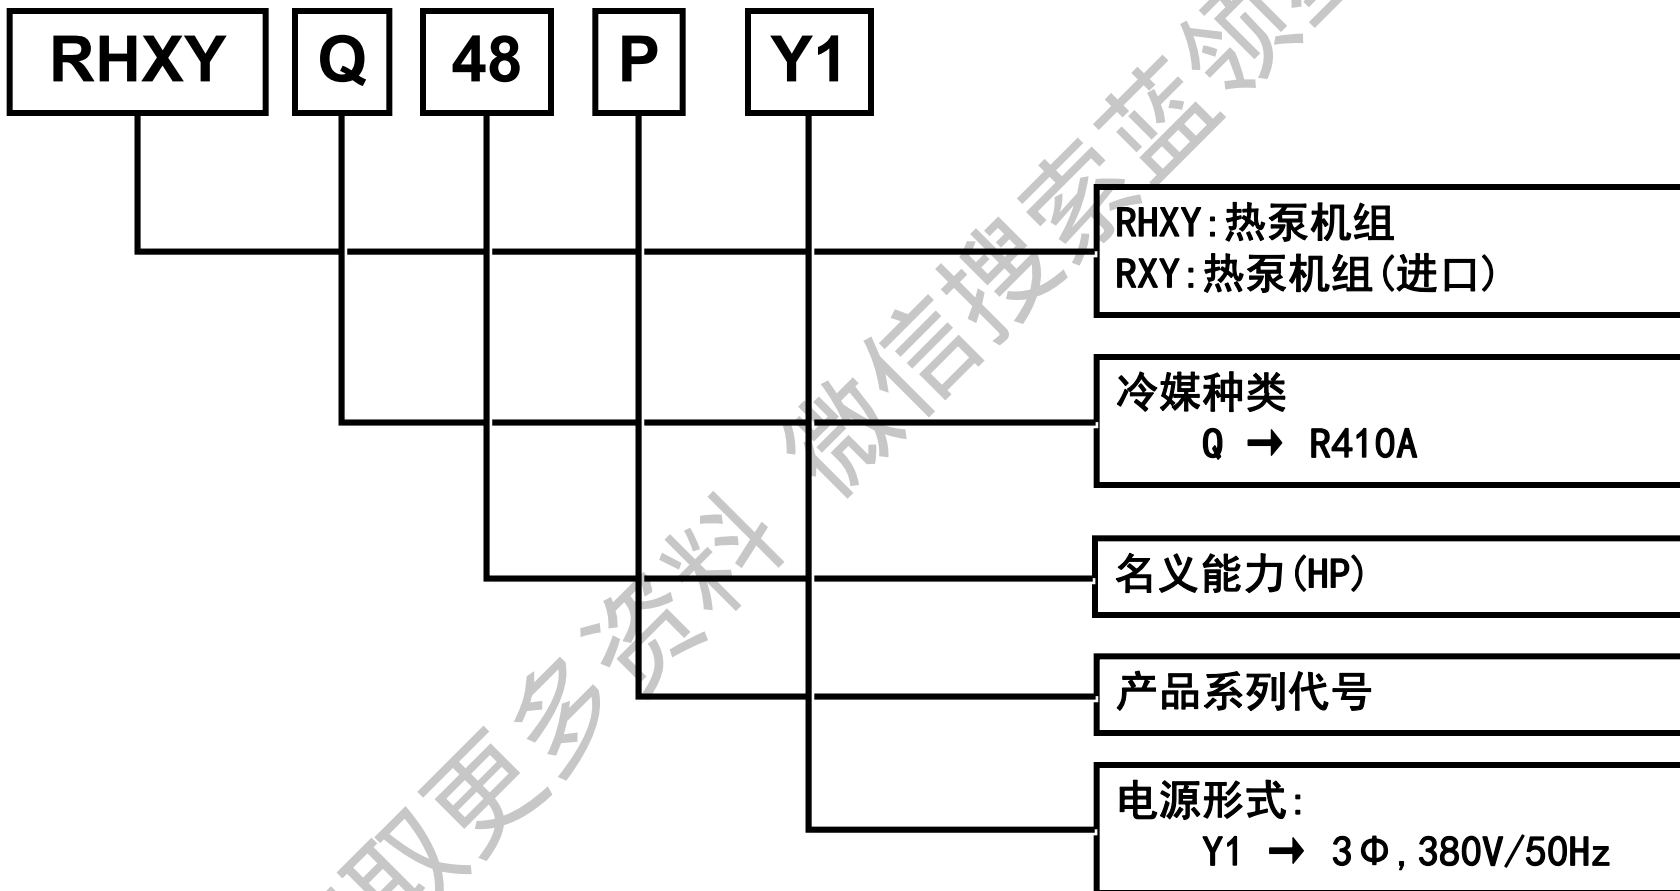 RHXY Q 48 P Y1
RHXY:热泵机组
RXY:热泵机组(进口)
冷媒种类
Q → R410A
名义能力(HP)
产品系列代号
电源形式:
Y1 → 3Φ,380V/50Hz
取更多资料 微信搜索蓝领